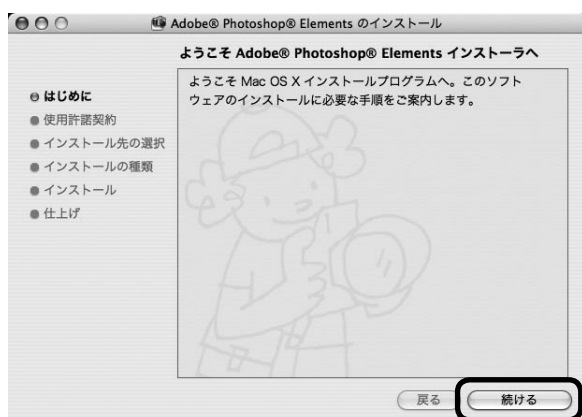 Adobe® Photoshop® Elements のインストール
ようこそ Adobe® Photoshop® Elements インストーラへ
はじめに
使用許諾契約
インストール先の選択
インストールの種類
インストール
仕上げ
ようこそ Mac OS X インストールプログラムへ。このソフト
ウェアのインストールに必要な手順をご案内します。
戻る
続ける